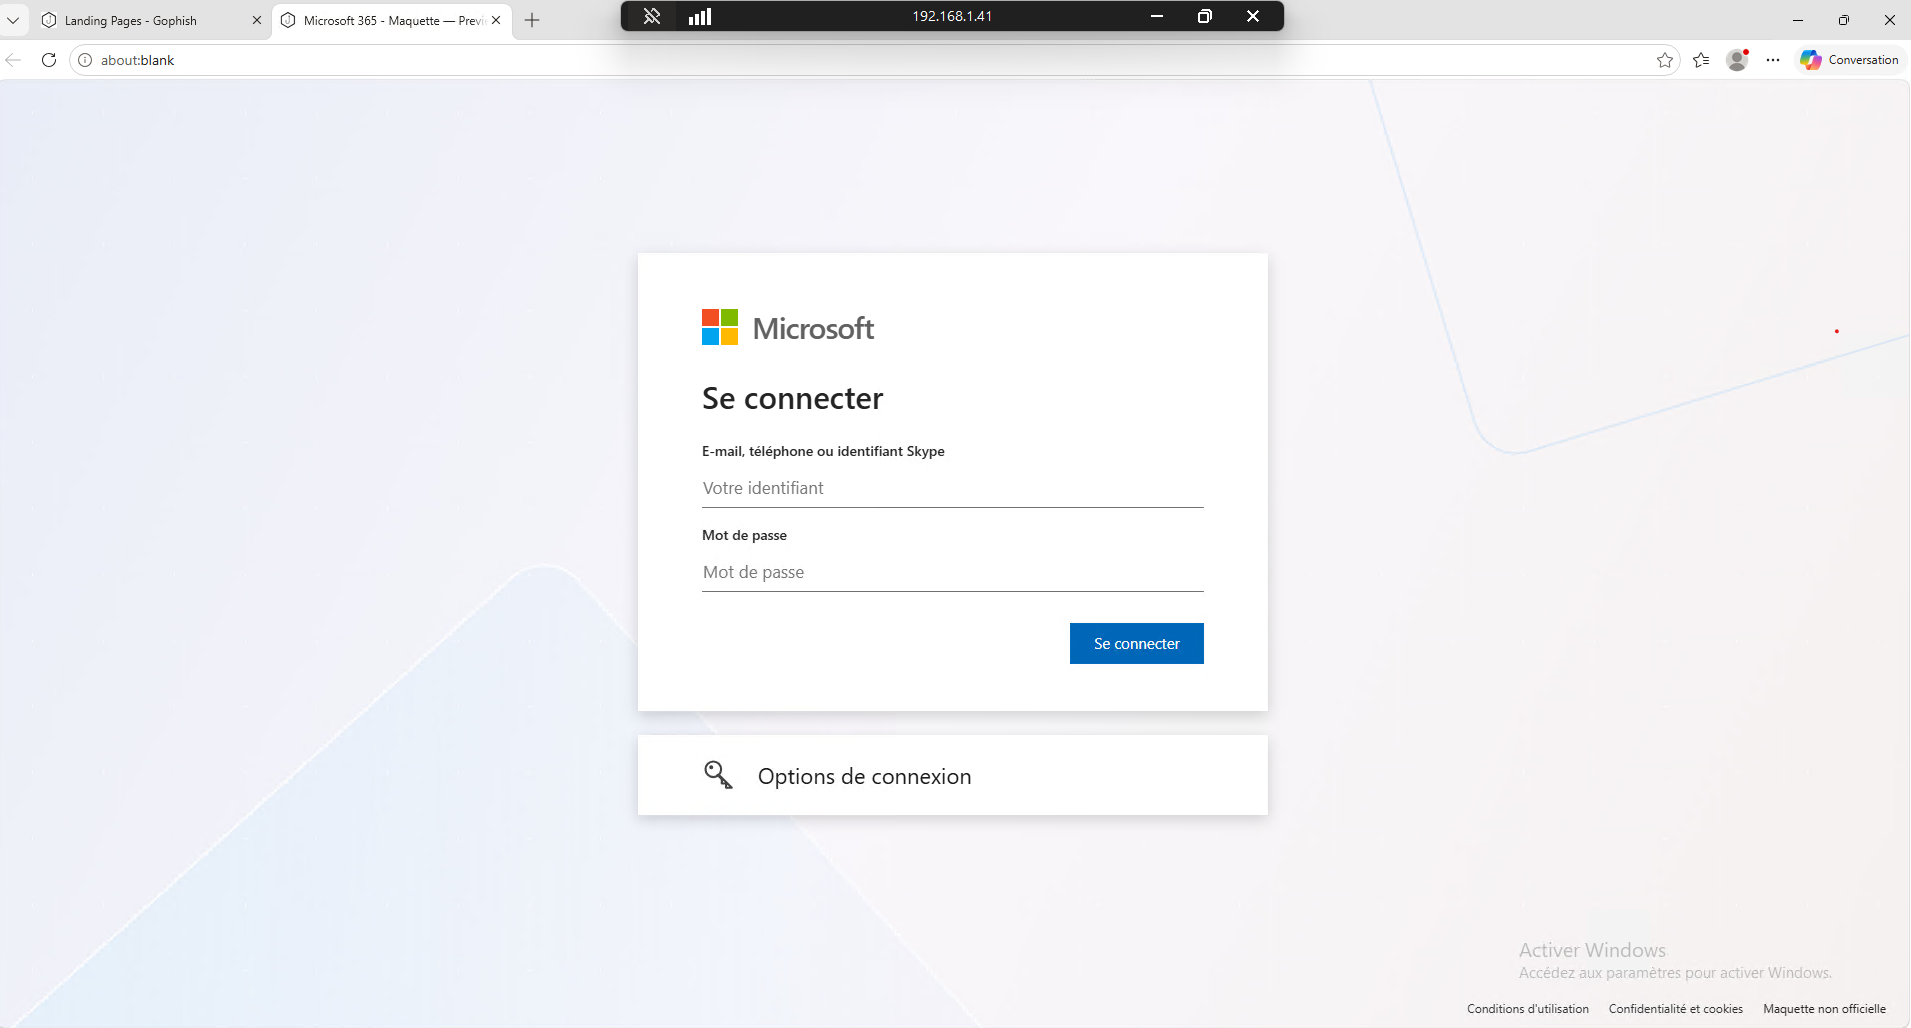 Landing Pages - Gophish
Microsoft 365 - Maquette — Previ
192.168.1.41
about:blank
Conversation
Microsoft
Se connecter
E-mail, téléphone ou identifiant Skype
Votre identifiant
Mot de passe
Mot de passe
Se connecter
Options de connexion
Activer Windows
Accédez aux paramètres pour activer Windows.
Conditions d'utilisation Confidentialité et cookies Maquette non officielle